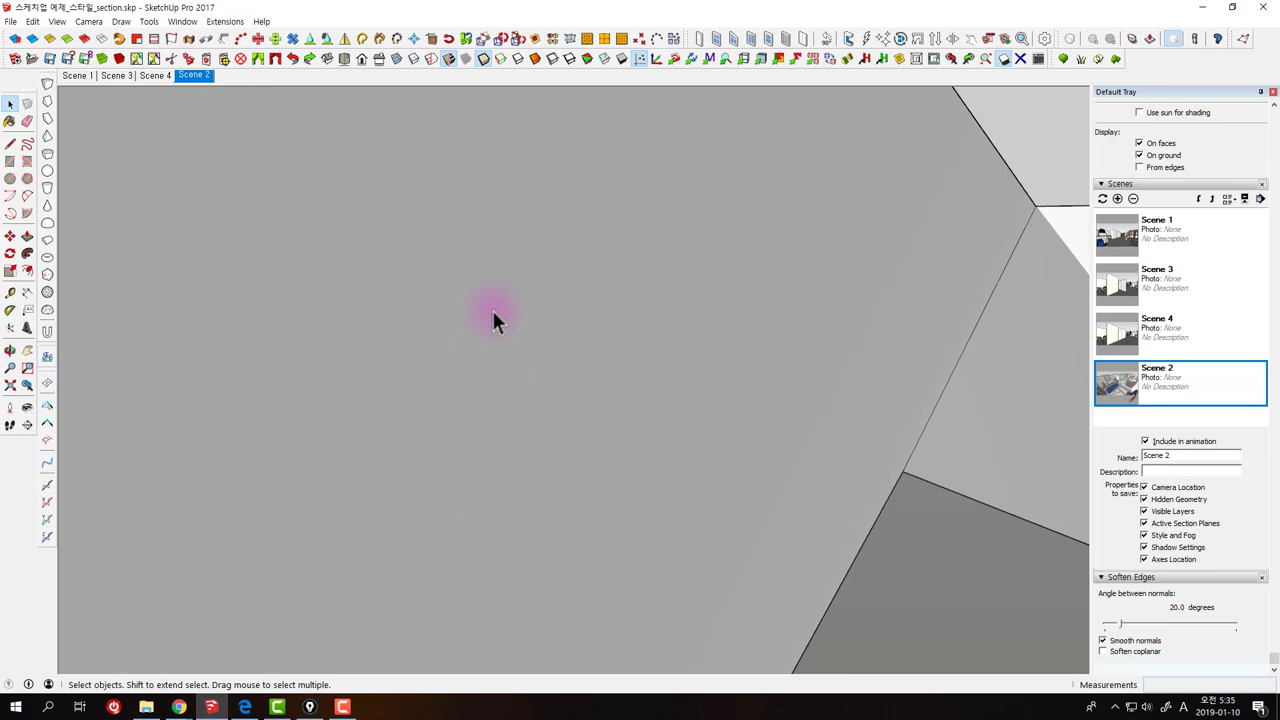 스케치업 예제_스타일_section.skp - SketchUp Pro 2017
File Edit View Camera Draw Tools Window Extensions Help
Scene 1 Scene 3 Scene 4 Scene 2
Default Tray
Use sun for shading
Display:
On faces
On ground
From edges
Scenes
Scene 1
Photo: None
No Description
Scene 3
Photo: None
No Description
Scene 4
Photo: None
No Description
Scene 2
Photo: None
No Description
Include in animation
Name: Scene 2
Description:
Properties to save:
Camera Location
Hidden Geometry
Visible Layers
Active Section Planes
Style and Fog
Shadow Settings
Axes Location
Soften Edges
Angle between normals:
20.0 degrees
Smooth normals
Soften coplanar
Select objects. Shift to extend select. Drag mouse to select multiple.
Measurements
A
오전 5:35
2019-01-10